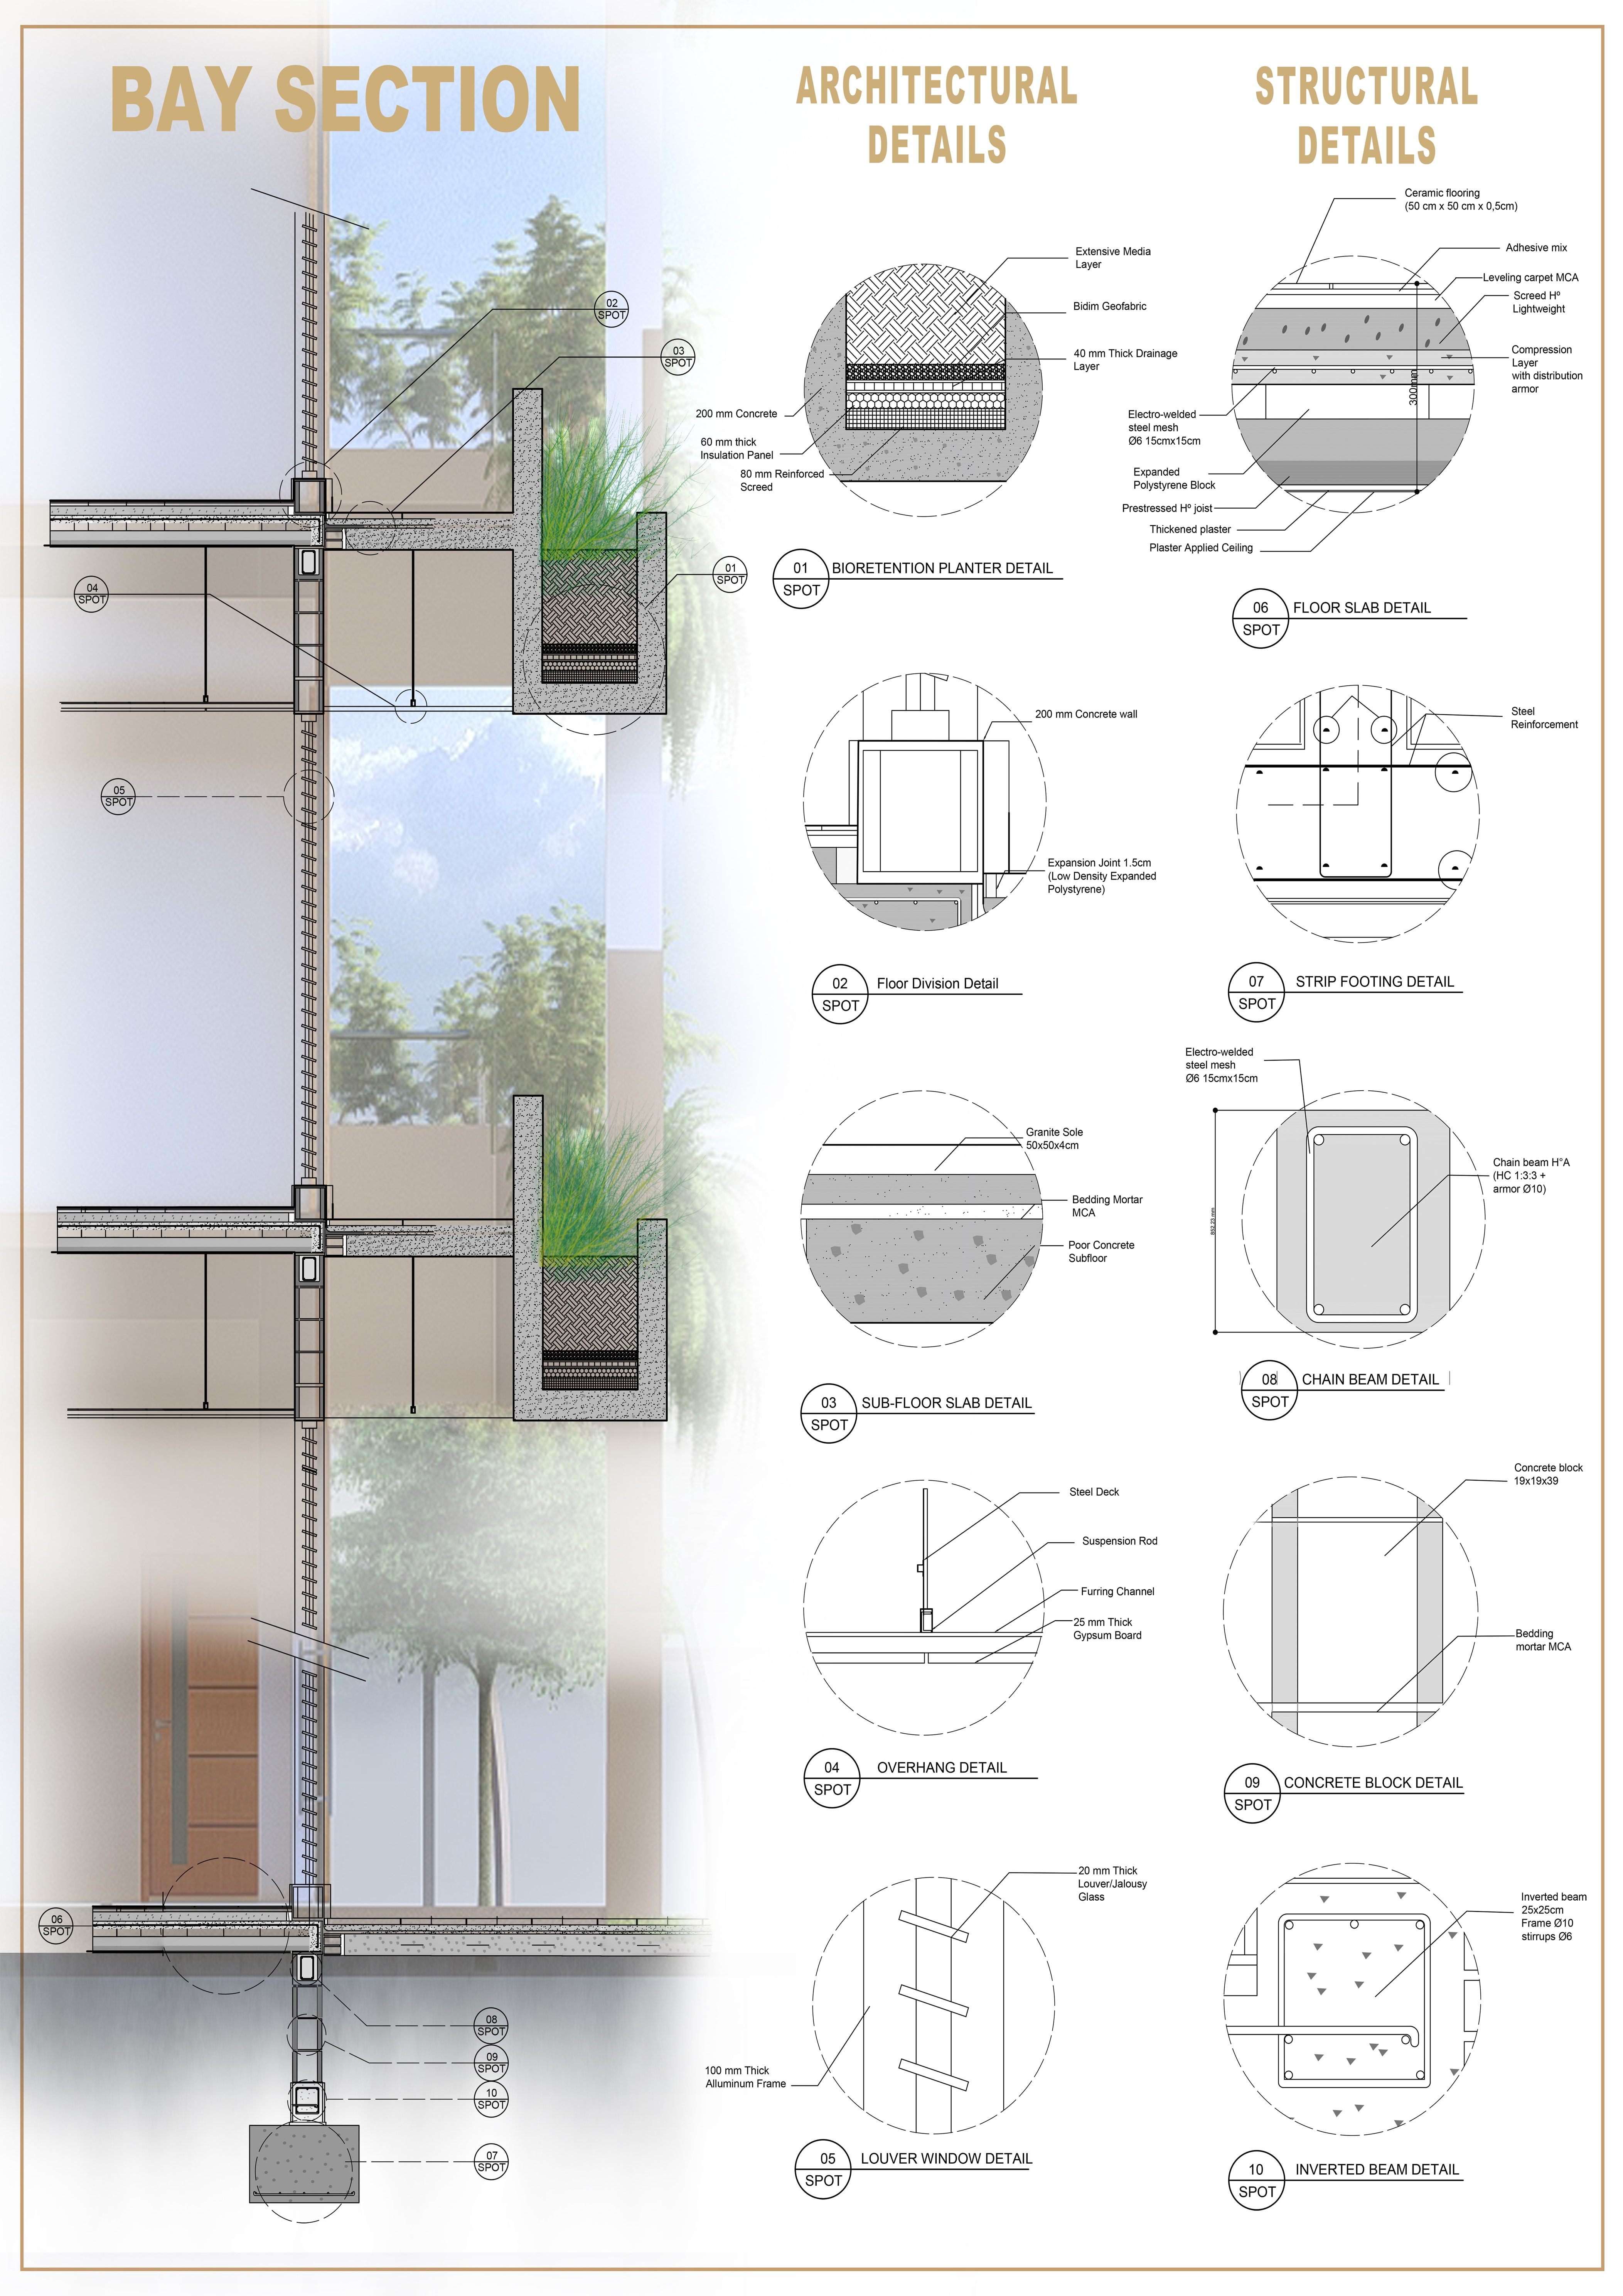 BAY SECTION
02
SPOT
03
SPOT
01
SPOT
04
SPOT
05
SPOT
06
SPOT
08
SPOT
09
SPOT
10
SPOT
07
SPOT
ARCHITECTURAL
DETAILS
Extensive Media
Layer
Bidim Geofabric
40 mm Thick Drainage
Layer
200 mm Concrete
60 mm thick
Insulation Panel
80 mm Reinforced
Screed
01
SPOT
BIORETENTION PLANTER DETAIL
200 mm Concrete wall
Expansion Joint 1.5cm
(Low Density Expanded
Polystyrene)
02
SPOT
Floor Division Detail
Granite Sole
50x50x4cm
Bedding Mortar
MCA
Poor Concrete
Subfloor
03
SPOT
SUB-FLOOR SLAB DETAIL
Steel Deck
Suspension Rod
Furring Channel
25 mm Thick
Gypsum Board
04
SPOT
OVERHANG DETAIL
20 mm Thick
Louver/Jalousy
Glass
100 mm Thick
Alluminum Frame
05
SPOT
LOUVER WINDOW DETAIL
STRUCTURAL
DETAILS
Ceramic flooring
(50 cm x 50 cm x 0,5cm)
Adhesive mix
Leveling carpet MCA
Screed Hº
Lightweight
Compression
Layer
with distribution
armor
300mm
Electro-welded
steel mesh
Ø6 15cmx15cm
Expanded
Polystyrene Block
Prestressed Hº joist
Thickened plaster
Plaster Applied Ceiling
06
SPOT
FLOOR SLAB DETAIL
Steel
Reinforcement
07
SPOT
STRIP FOOTING DETAIL
Electro-welded
steel mesh
Ø6 15cmx15cm
Chain beam H°A
(HC 1:3:3 +
armor Ø10)
08
SPOT
CHAIN BEAM DETAIL
Concrete block
19x19x39
Bedding
mortar MCA
09
SPOT
CONCRETE BLOCK DETAIL
Inverted beam
25x25cm
Frame Ø10
stirrups Ø6
10
SPOT
INVERTED BEAM DETAIL